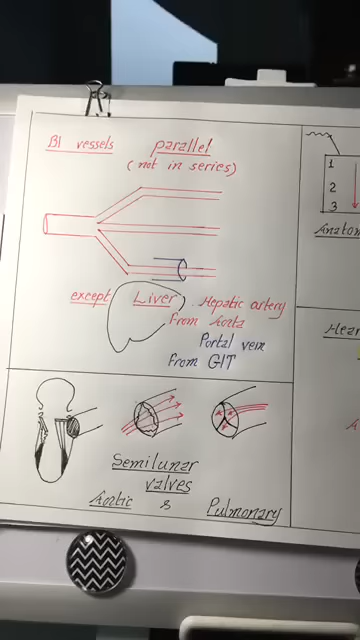 Bl vessels parallel
(not in series)
except Liver). Hepatic artery
From Aorta
Portal vein
From GIT
Semilunar
valves
Aortic & Pulmonary
1
2
3